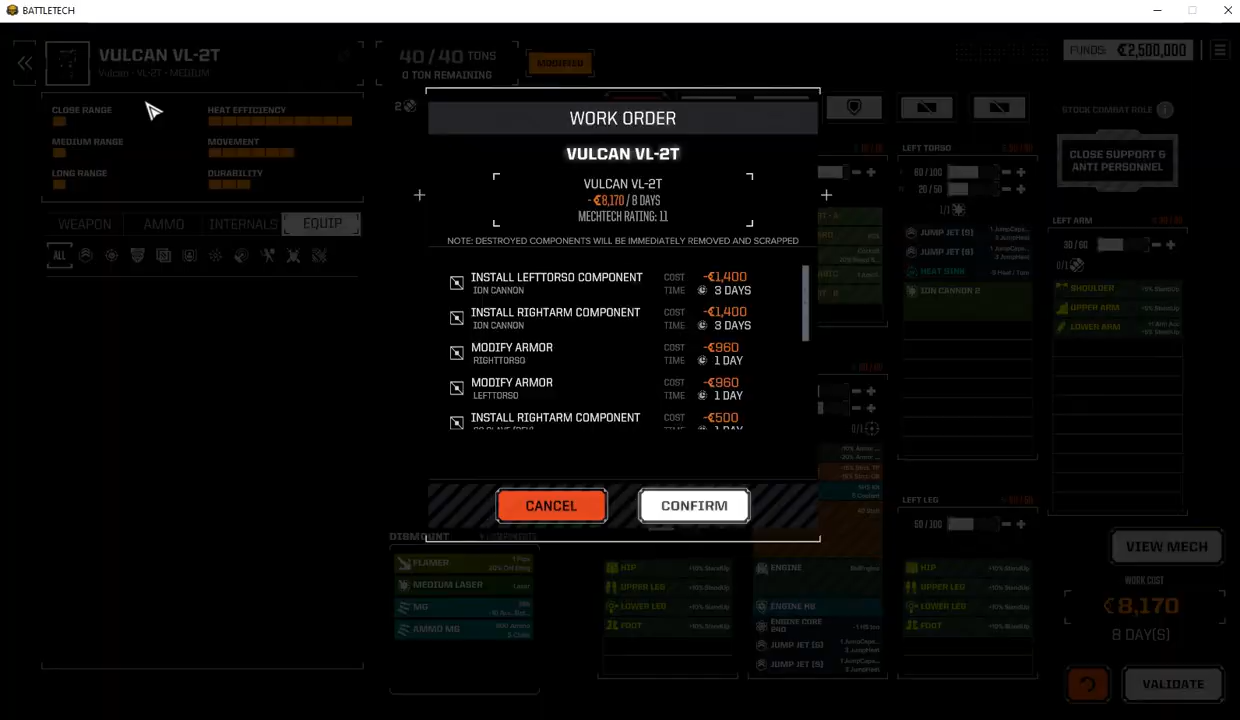 BATTLETECH
VULCAN VL-2T
Vulcan - VL-2T - MEDIUM
40/40 TONS
0 TON REMAINING
MODIFIED
FUNDS: ₡2,500,000
CLOSE RANGE
HEAT EFFICIENCY
MEDIUM RANGE
MOVEMENT
LONG RANGE
DURABILITY
WEAPON
AMMO
INTERNALS
EQUIP
ALL
WORK ORDER
VULCAN VL-2T
VULCAN VL-2T
-₡8,170 / 8 DAYS
MECHTECH RATING: 11
NOTE: DESTROYED COMPONENTS WILL BE IMMEDIATELY REMOVED AND SCRAPPED
INSTALL LEFTTORSO COMPONENT
ION CANNON
COST -₡1,400
TIME 3 DAYS
INSTALL RIGHTARM COMPONENT
ION CANNON
COST -₡1,400
TIME 3 DAYS
MODIFY ARMOR
RIGHTTORSO
COST -₡960
TIME 1 DAY
MODIFY ARMOR
LEFTTORSO
COST -₡960
TIME 1 DAY
INSTALL RIGHTARM COMPONENT
COST -₡500
CANCEL
CONFIRM
STOCK COMBAT ROLE
CLOSE SUPPORT &
ANTI PERSONNEL
LEFT TORSO
80 / 100
20 / 50
1/1
JUMP JET (S)
JUMP JET (S)
HEAT SINK
ION CANNON 2
LEFT ARM
30 / 60
0/1
SHOULDER
UPPER ARM
LOWER ARM
0/1
LEFT LEG
50 / 100
HIP
UPPER LEG
LOWER LEG
FOOT
DISMOUNT
FLAMER
MEDIUM LASER
MG
AMMO MG
HIP
UPPER LEG
LOWER LEG
FOOT
ENGINE
ENGINE HS
ENGINE CORE
240
JUMP JET (S)
JUMP JET (S)
VIEW MECH
WORK COST
₡8,170
8 DAY(S)
VALIDATE